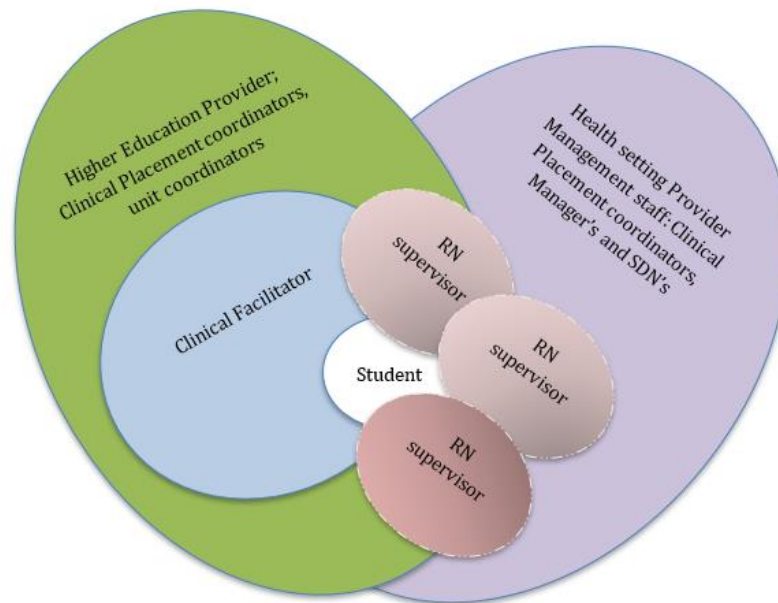 Higher Education Provider;
Clinical Placement coordinators,
unit coordinators
Health setting Provider
Management staff: Clinical
Placement coordinators,
Manager's and SDN's
Clinical Facilitator
RN
supervisor
RN
supervisor
Student
RN
supervisor